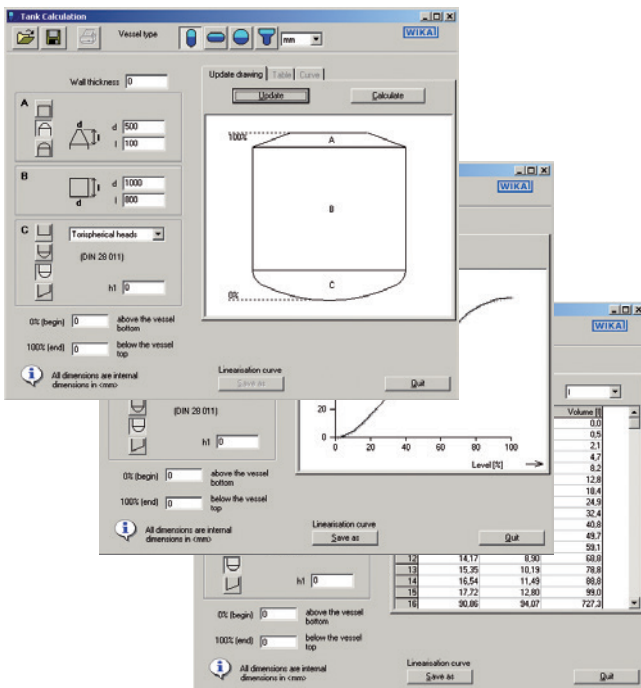 Tank Calculation
Vessel type
mm
WIKA
Wall thickness 0
Update drawing Table Curve
Update Calculate
A
d
l
d 500
l 100
100%
A
B
d
l
d 1000
l 800
B
C
Torispherical heads
(DIN 28 011)
h1 0
C
0%
0% (begin) 0 above the vessel bottom
100% (end) 0 below the vessel top
All dimensions are internal dimensions in <mm>
Linearisation curve
Save as
Quit
WIKA
(DIN 28 011)
h1 0
20
0
0 20 40 60 80 100
Level [%]
0% (begin) 0 above the vessel bottom
100% (end) 0 below the vessel top
All dimensions are internal dimensions in <mm>
Linearisation curve
Save as
Quit
WIKA
l
Volume [l]
0,0
0,5
2,1
4,7
8,2
12,8
18,4
24,9
32,4
40,8
49,7
59,1
12 14,17 8,90 68,8
13 15,35 10,19 78,8
14 16,54 11,49 88,8
15 17,72 12,80 99,0
16 90,86 94,07 727,3
h1 0
0% (begin) 0 above the vessel bottom
100% (end) 0 below the vessel top
All dimensions are internal dimensions in <mm>
Linearisation curve
Save as
Quit